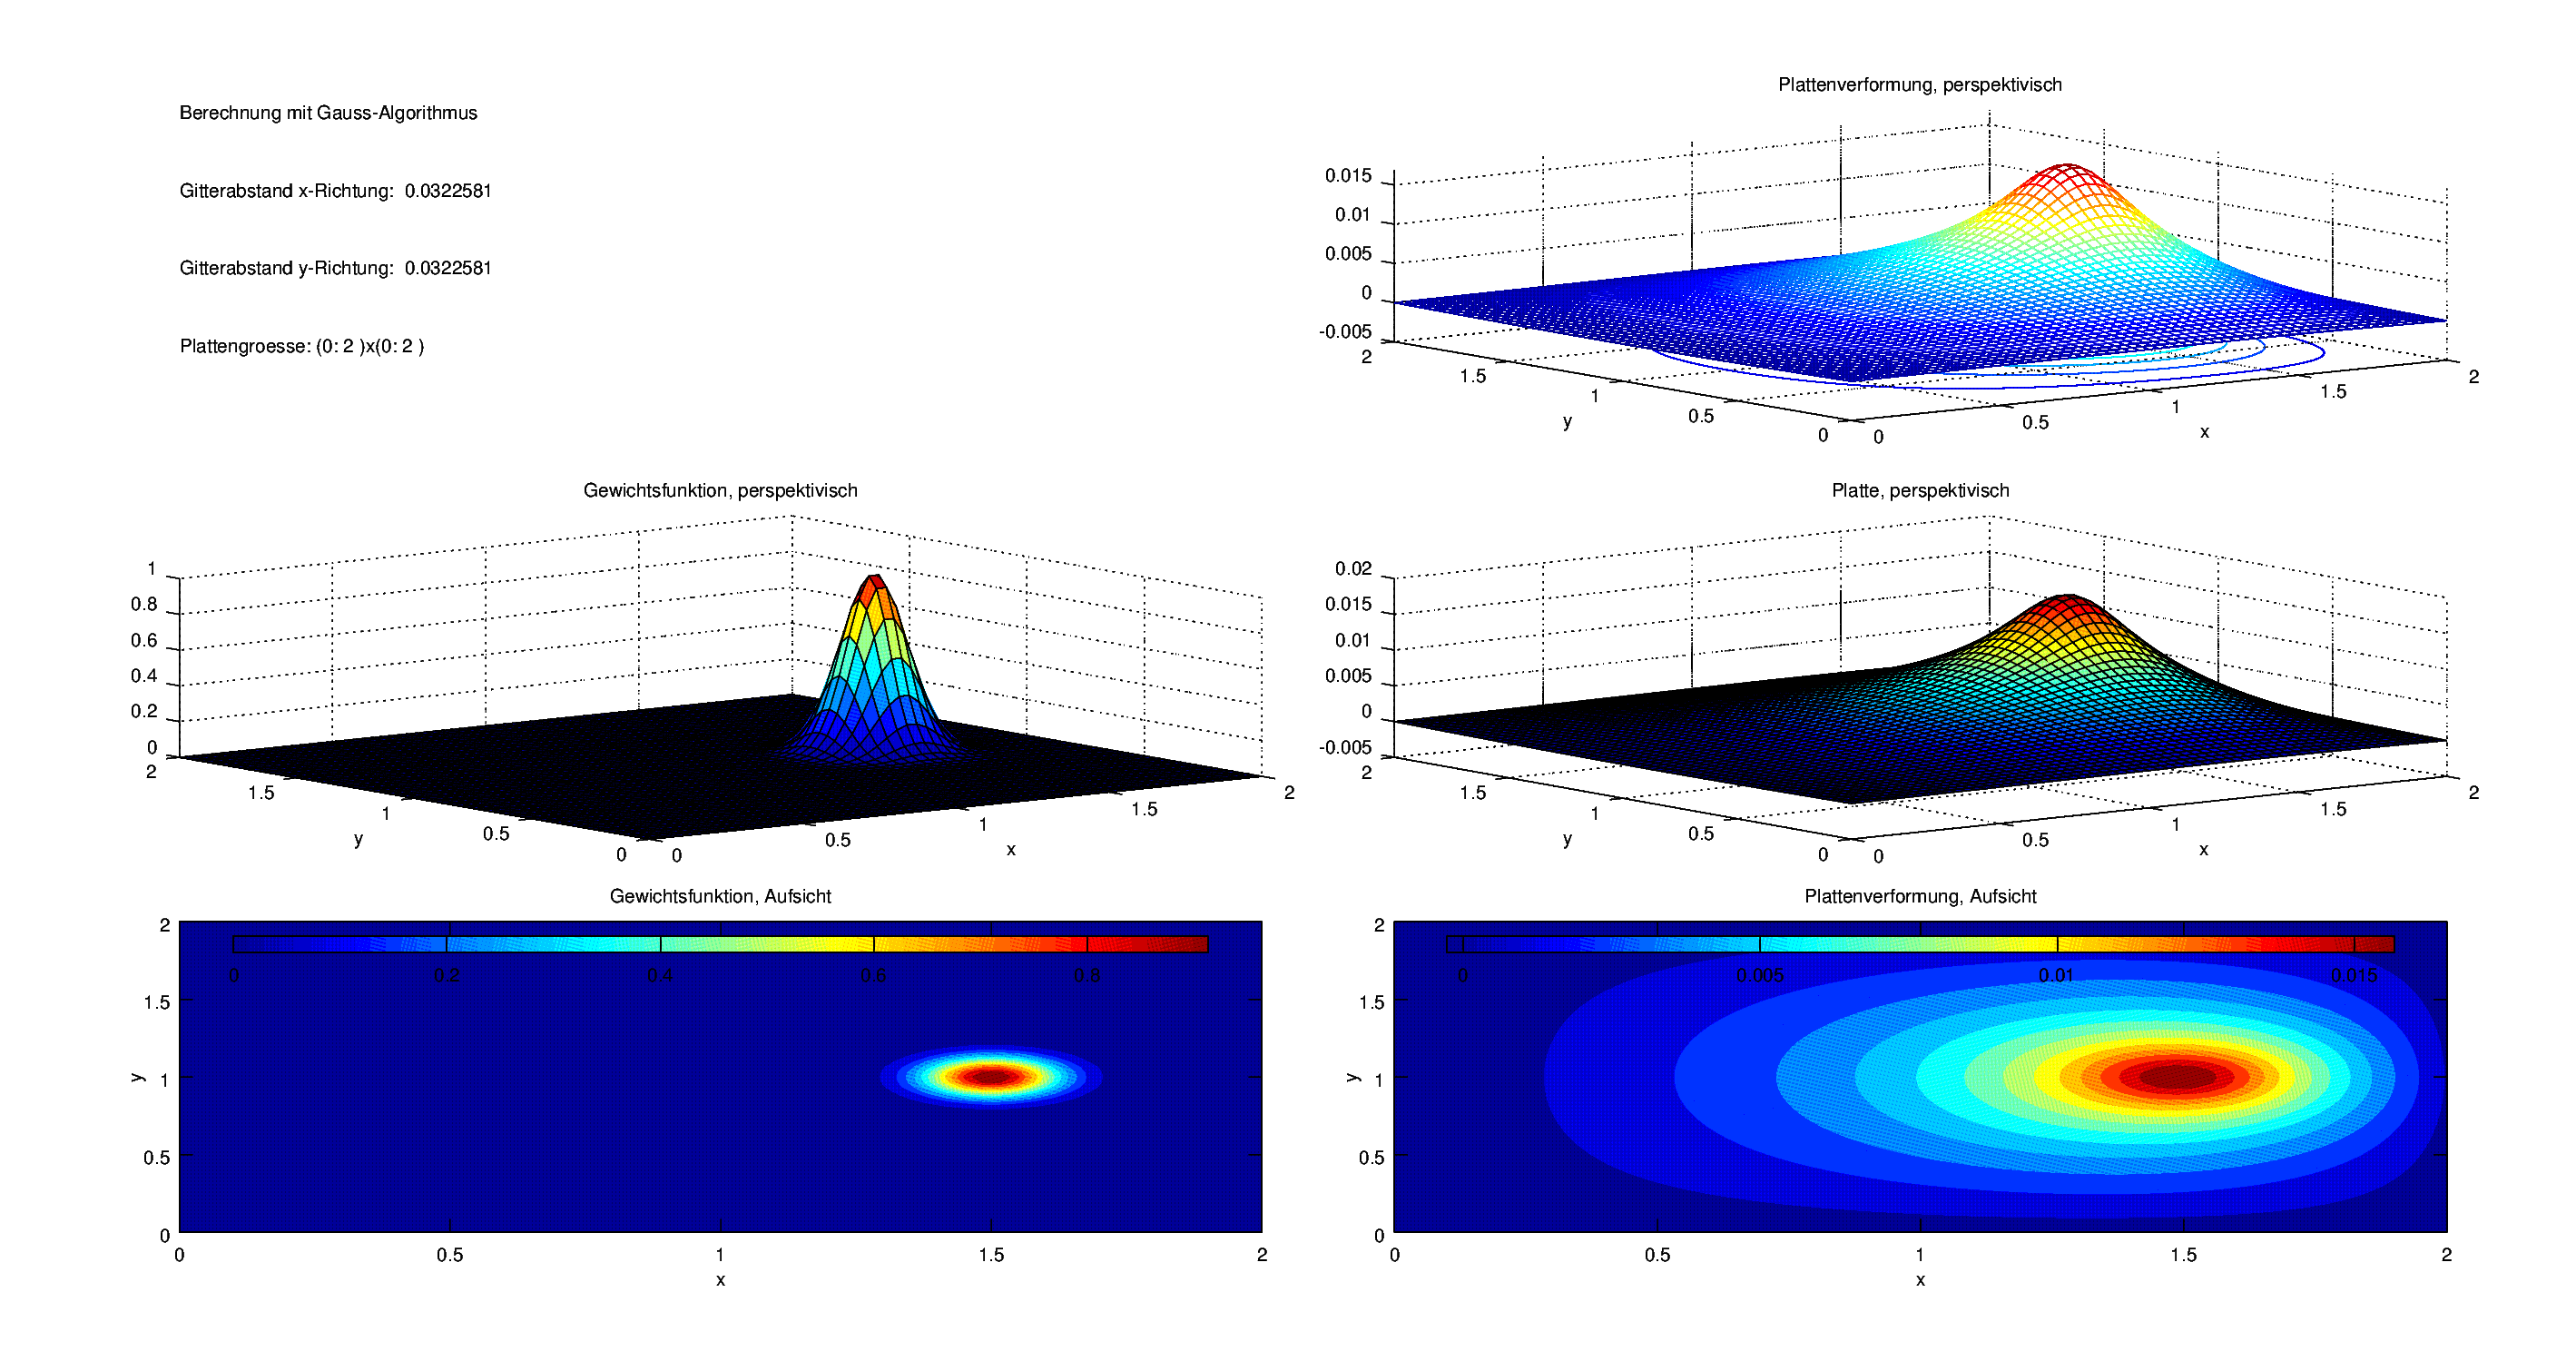 Berechnung mit Gauss-Algorithmus
Gitterabstand x-Richtung: 0.0322581
Gitterabstand y-Richtung: 0.0322581
Plattengroesse: (0: 2 )x(0: 2 )
Plattenverformung, perspektivisch
0.015
0.01
0.005
0
-0.005
2
1.5
1
0.5
0
y
0
0.5
1
1.5
2
x
Gewichtsfunktion, perspektivisch
1
0.8
0.6
0.4
0.2
0
2
1.5
1
0.5
0
y
0
0.5
1
1.5
2
x
Platte, perspektivisch
0.02
0.015
0.01
0.005
0
-0.005
2
1.5
1
0.5
0
y
0
0.5
1
1.5
2
x
Gewichtsfunktion, Aufsicht
0 0.2 0.4 0.6 0.8
2
1.5
1
0.5
0
y
0 0.5 1 1.5 2
x
Plattenverformung, Aufsicht
0 0.005 0.01 0.015
2
1.5
1
0.5
0
y
0 0.5 1 1.5 2
x